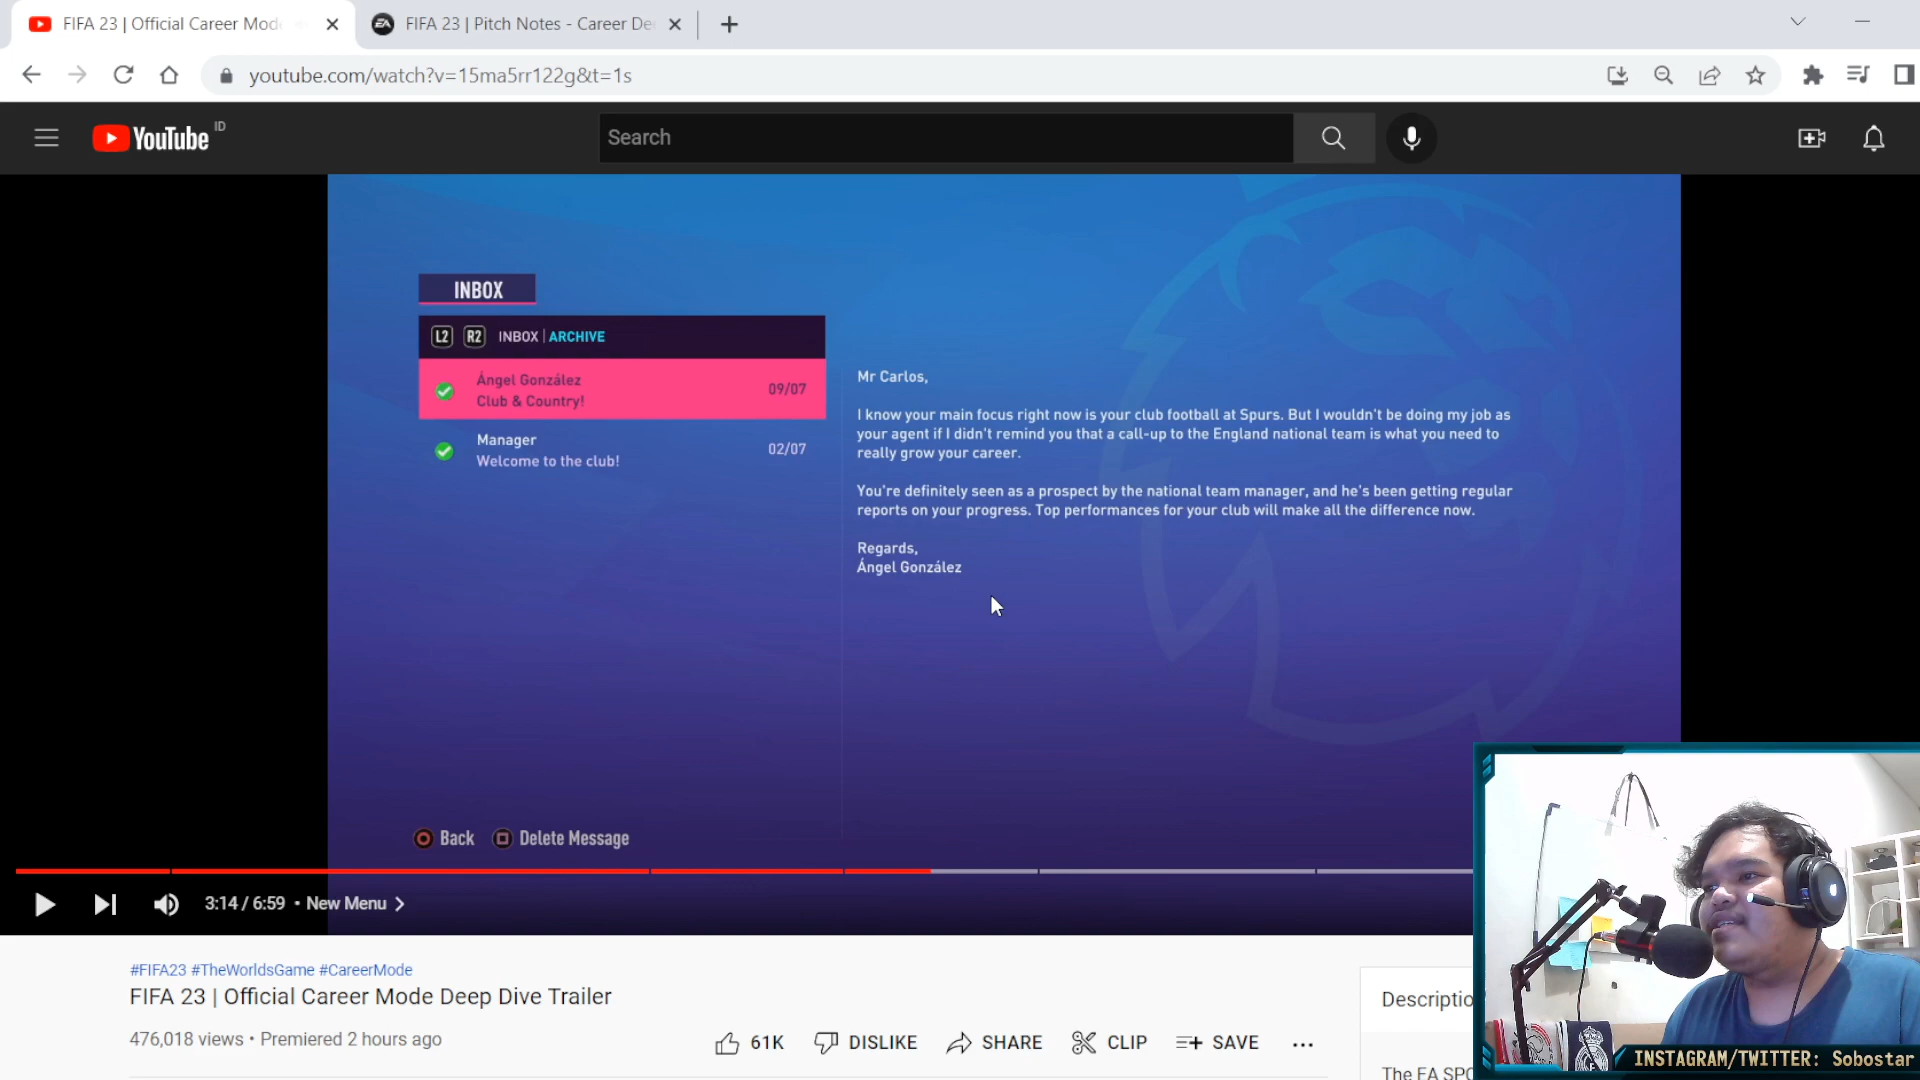 FIFA 23 | Official Career Mod
FIFA 23 | Pitch Notes - Career De
youtube.com/watch?v=15ma5rr122g&t=1s
YouTube ID
Search
INBOX
L2 R2 INBOX | ARCHIVE
Ángel González
Club & Country!
09/07
Manager
Welcome to the club!
02/07
Mr Carlos,
I know your main focus right now is your club football at Spurs. But I wouldn't be doing my job as
your agent if I didn't remind you that a call-up to the England national team is what you need to
really grow your career.
You're definitely seen as a prospect by the national team manager, and he's been getting regular
reports on your progress. Top performances for your club will make all the difference now.
Regards,
Ángel González
Back Delete Message
3:14 / 6:59 • New Menu
#FIFA23 #TheWorldsGame #CareerMode
FIFA 23 | Official Career Mode Deep Dive Trailer
476,018 views • Premiered 2 hours ago
61K DISLIKE SHARE CLIP SAVE ...
Descriptio
The EA SPO
INSTAGRAM/TWITTER: Sobostar